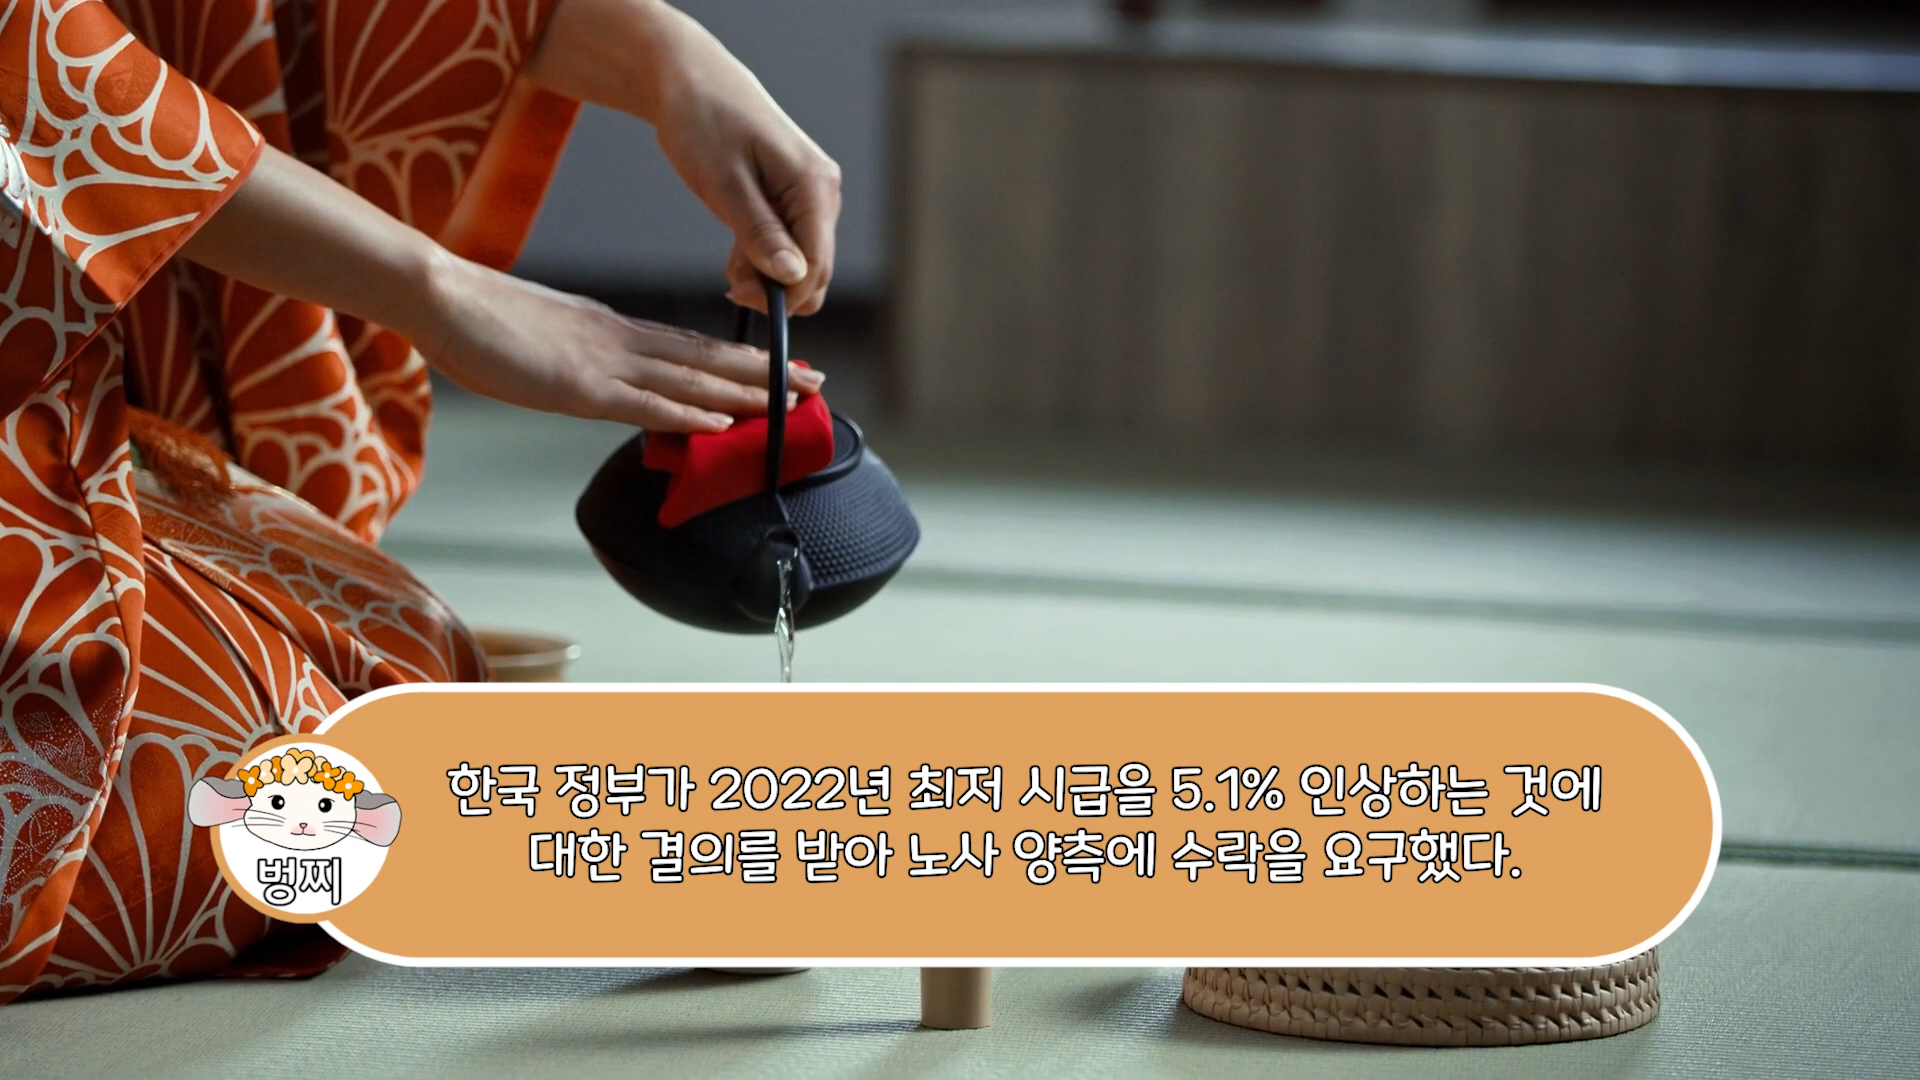 한국 정부가 2022년 최저 시급을 5.1% 인상하는 것에
대한 결의를 받아 노사 양측에 수락을 요구했다.
벙찌